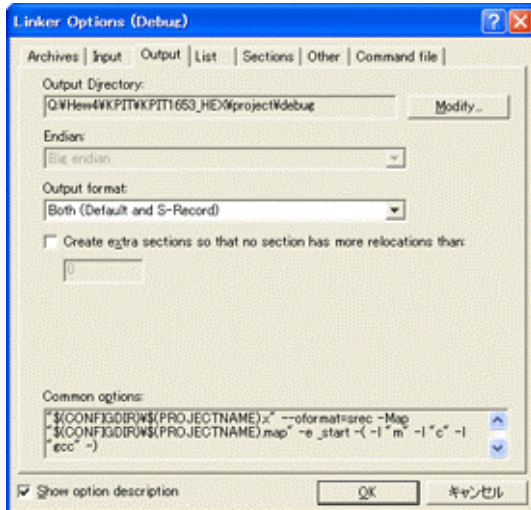 Linker Options (Debug)
Archives Input Output List Sections Other Command file
Output Directory:
Q:¥Hew4¥KPIT¥KPIT1653_HEX¥project¥debug
Modify...
Endian:
Big endian
Output format:
Both (Default and S-Record)
Create extra sections so that no section has more relocations than:
0
Common options:
"$(CONFIGDIR)¥$(PROJECTNAME).x" --oformat=srec -Map
"$(CONFIGDIR)¥$(PROJECTNAME).map" -e _start -( -l "m" -l "c" -l
"gcc" -)
Show option description
OK キャンセル